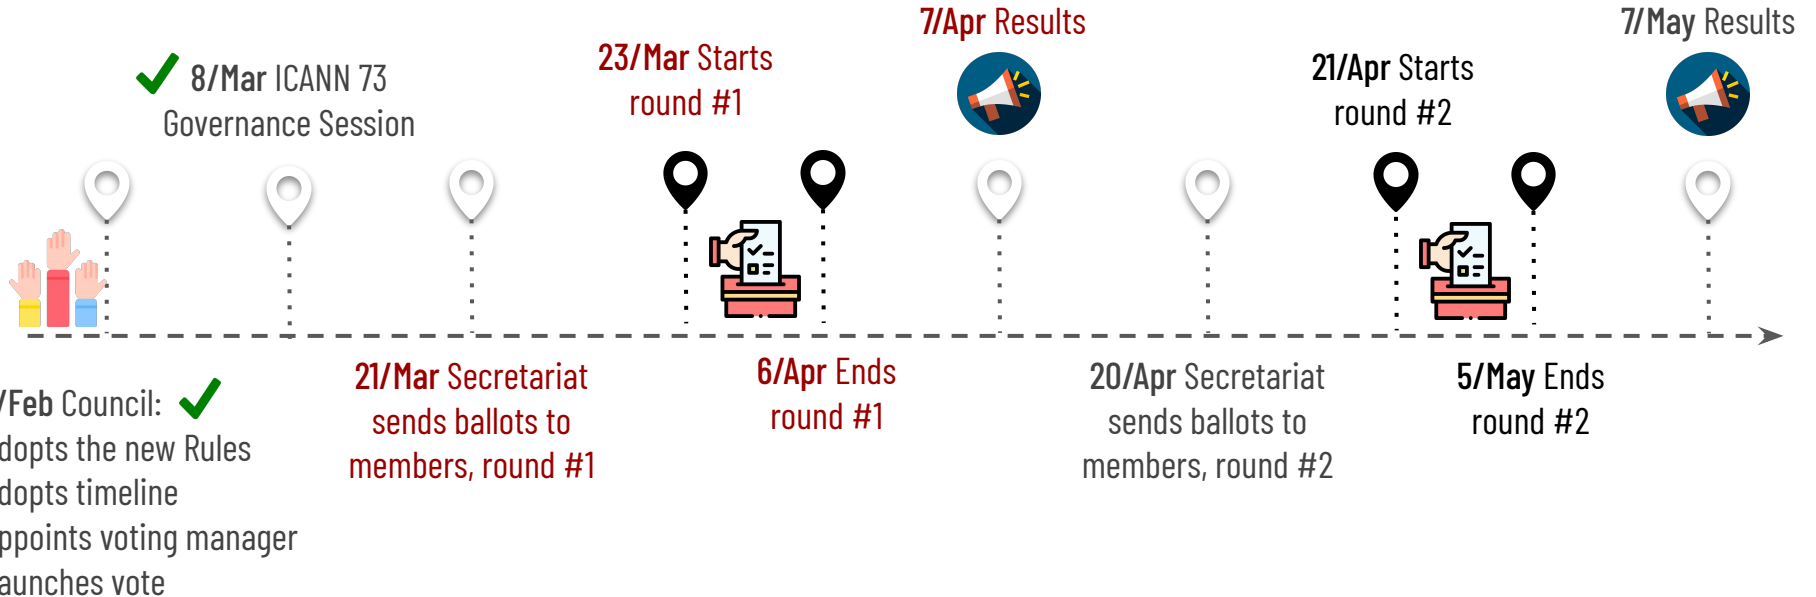 8/Mar ICANN 73
Governance Session
23/Mar Starts
round #1
7/Apr Results
21/Apr Starts
round #2
7/May Results
/Feb Council:
dopts the new Rules
dopts timeline
ppoints voting manager
aunches vote
21/Mar Secretariat
sends ballots to
members, round #1
6/Apr Ends
round #1
20/Apr Secretariat
sends ballots to
members, round #2
5/May Ends
round #2